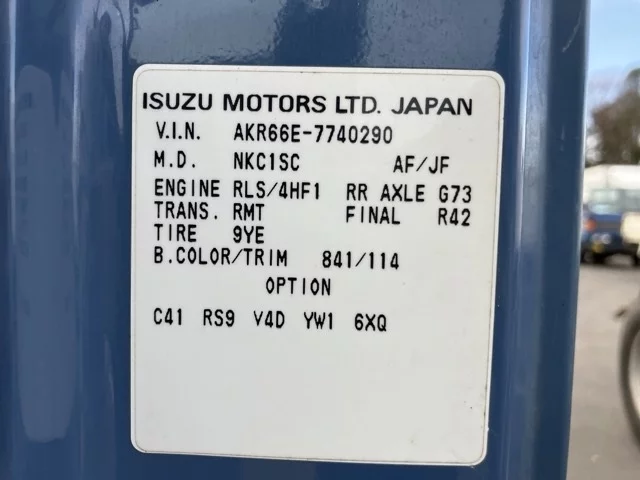 ISUZU MOTORS LTD. JAPAN
V.I.N. AKR66E-7740290
M.D. NKC1SC AF/JF
ENGINE RLS/4HF1 RR AXLE G73
TRANS. RMT FINAL R42
TIRE 9YE
B.COLOR/TRIM 841/114
OPTION
C41 RS9 V4D YW1 6XQ